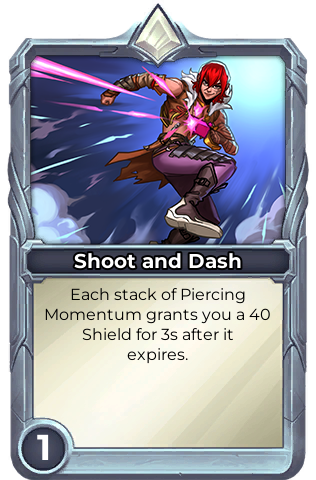 Shoot and Dash
Each stack of Piercing
Momentum grants you a 40
Shield for 3s after it
expires.
1